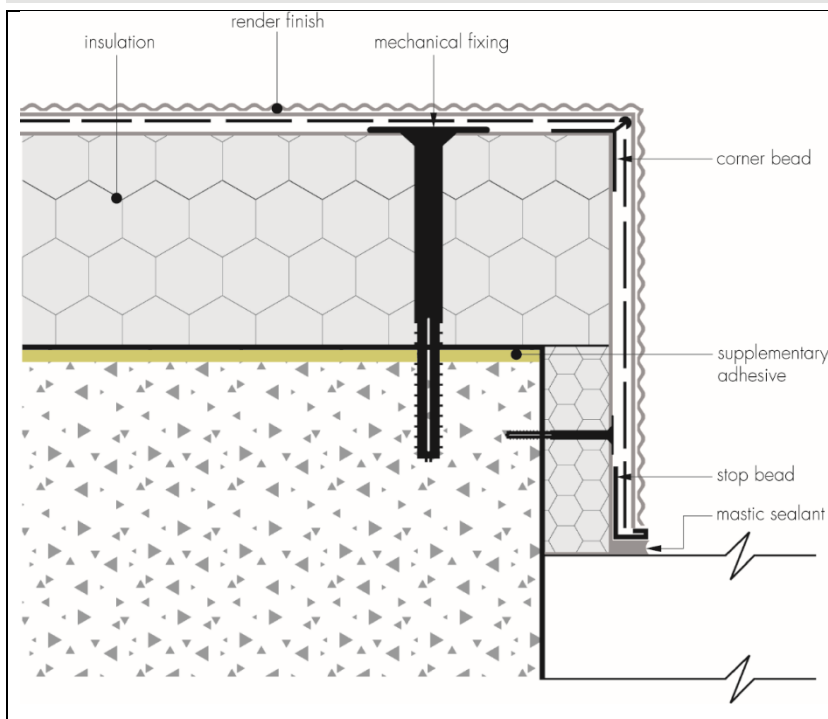 render finish
insulation
mechanical fixing
corner bead
supplementary
adhesive
stop bead
mastic sealant